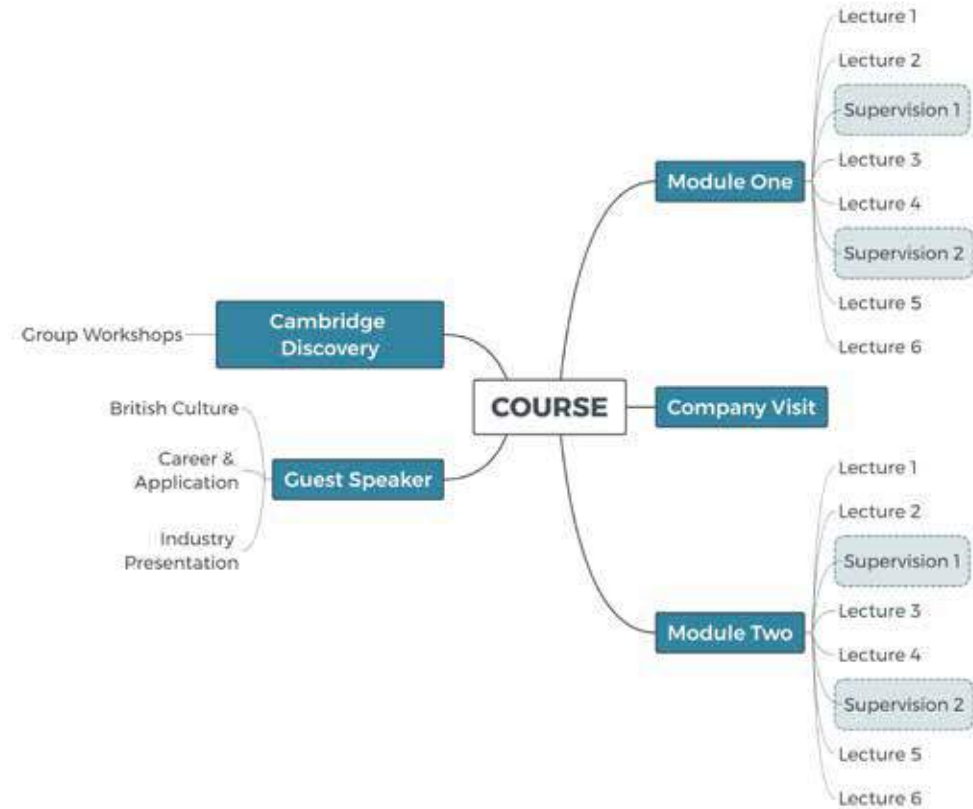 COURSE
Cambridge
Discovery
Group Workshops
Guest Speaker
British Culture
Career &
Application
Industry
Presentation
Module One
Lecture 1
Lecture 2
Supervision 1
Lecture 3
Lecture 4
Supervision 2
Lecture 5
Lecture 6
Company Visit
Module Two
Lecture 1
Lecture 2
Supervision 1
Lecture 3
Lecture 4
Supervision 2
Lecture 5
Lecture 6